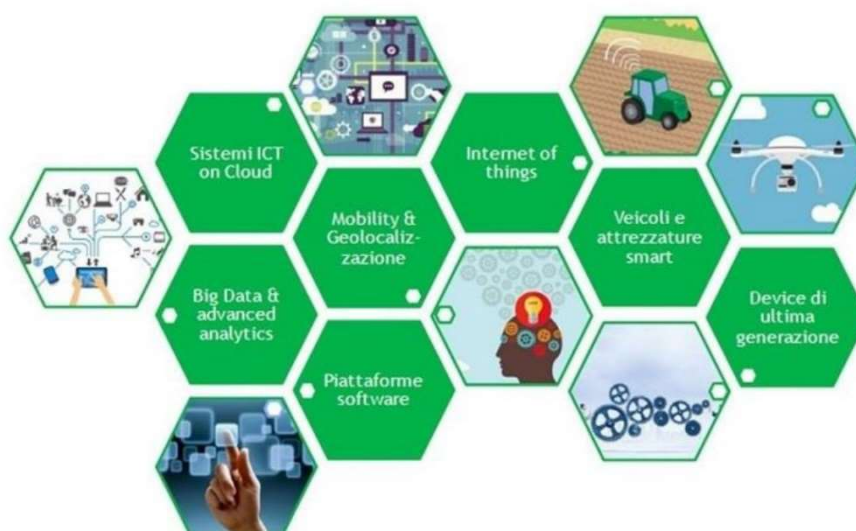 Sistemi ICT
on Cloud
Internet of
things
Mobility &
Geolocaliz-
zazione
Veicoli e
attrezzature
smart
Big Data &
advanced
analytics
Device di
ultima
generazione
Piattaforme
software